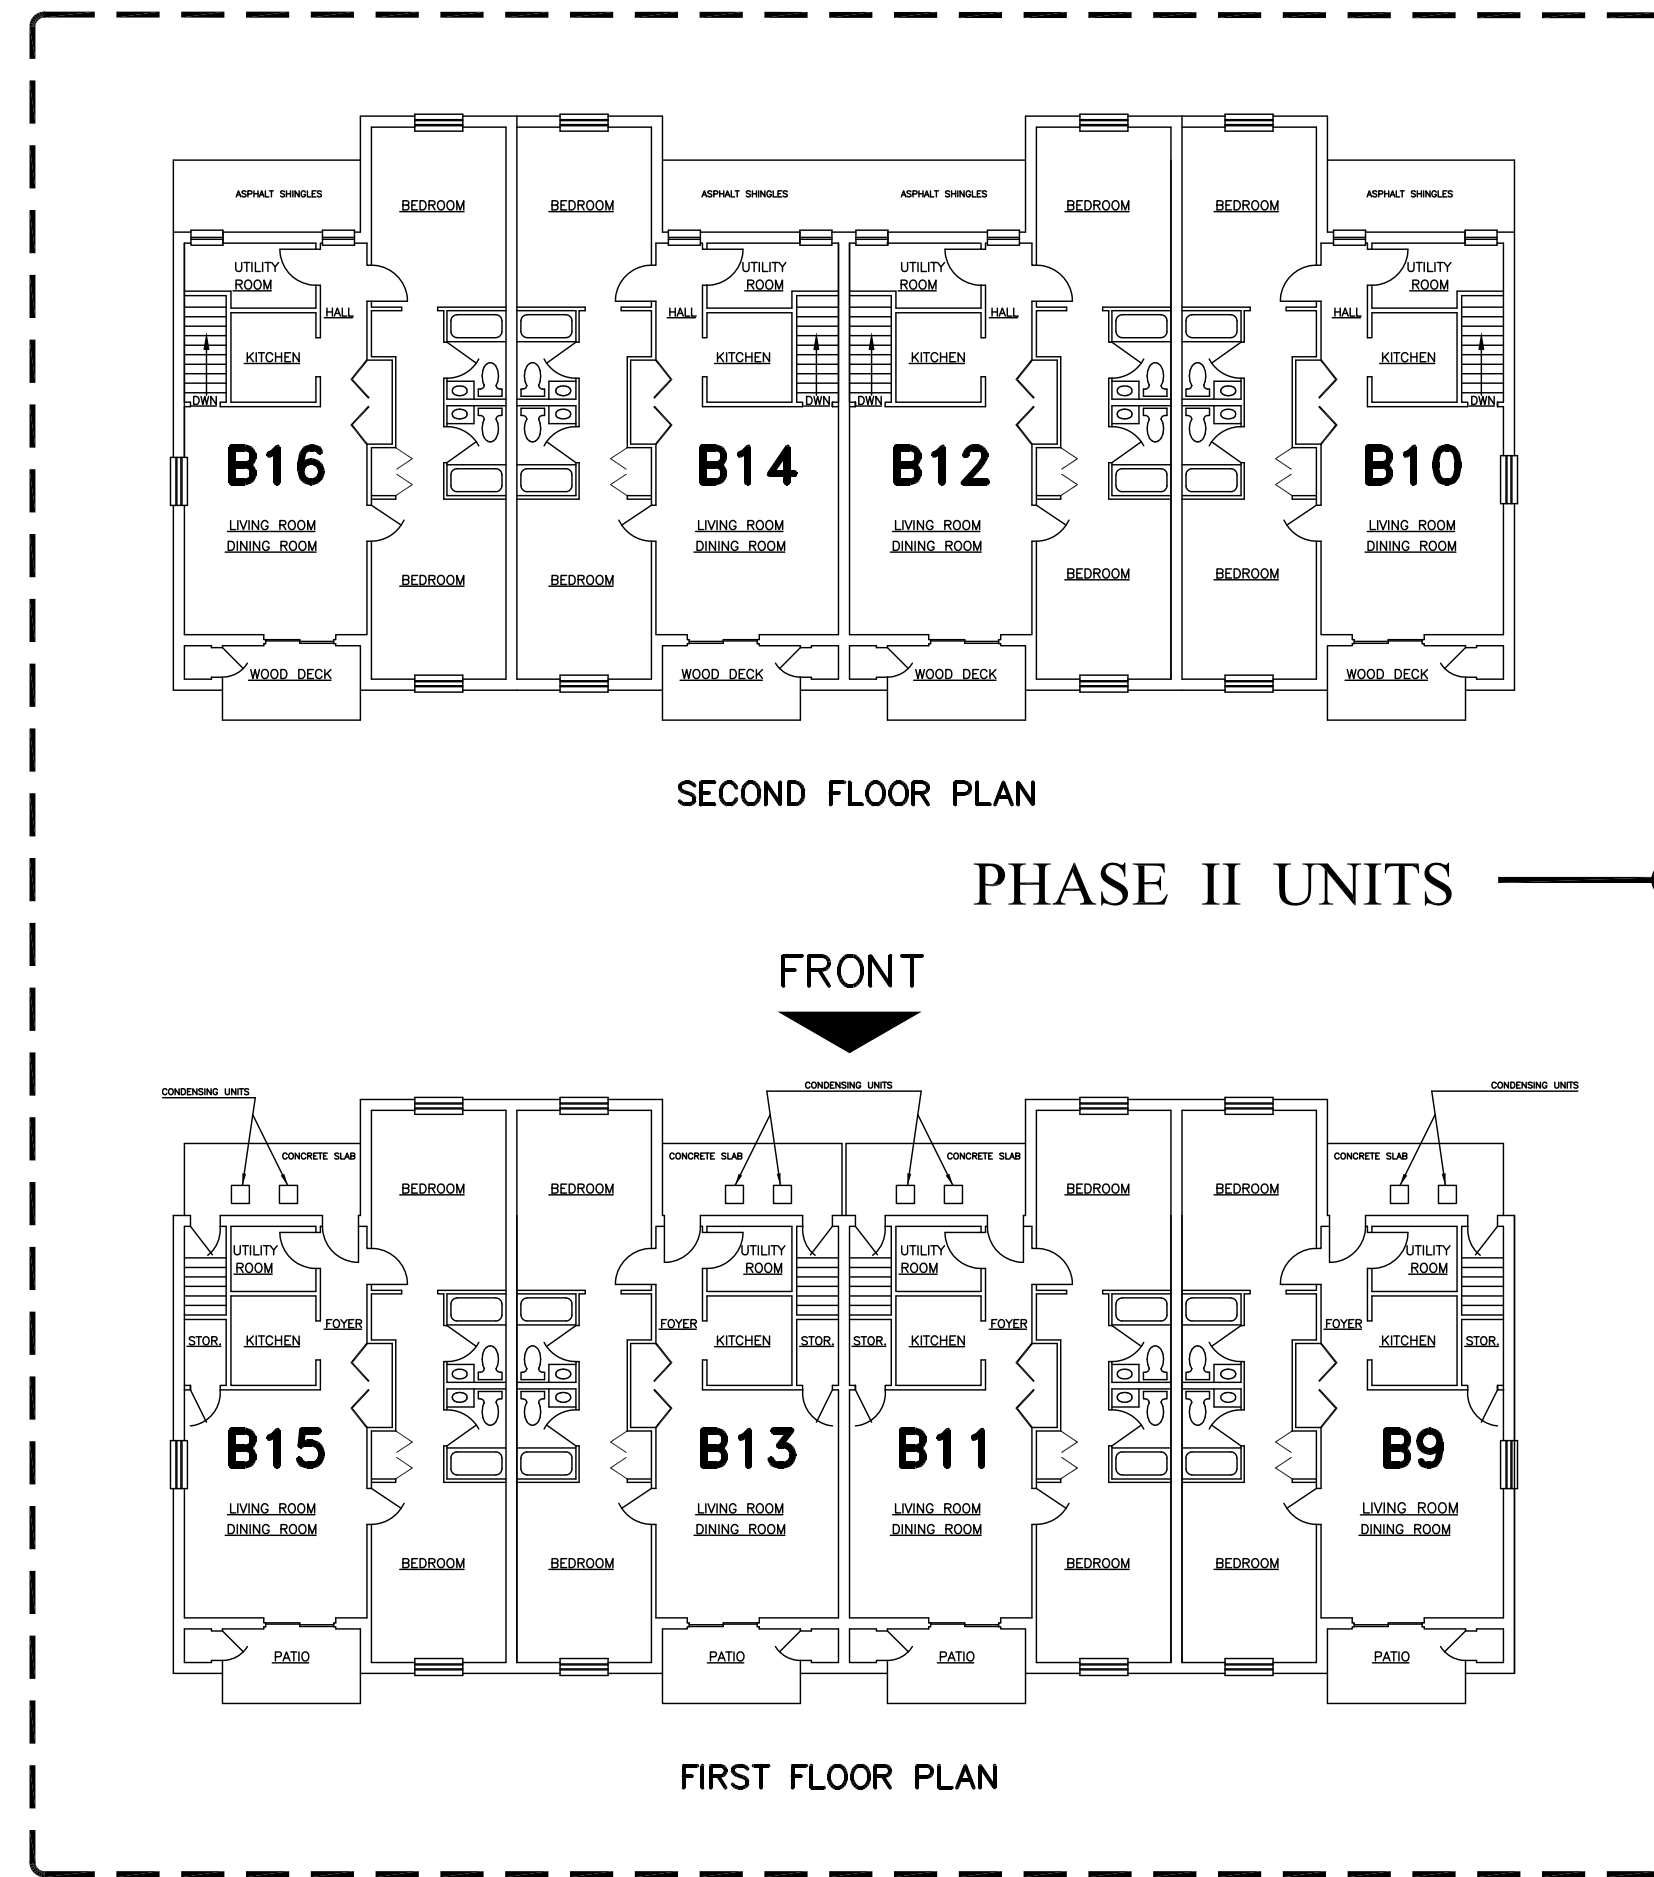 ASPHALT SHINGLES ASPHALT SHINGLES ASPHALT SHINGLES ASPHALT SHINGLES
BEDROOM BEDROOM BEDROOM BEDROOM
UTILITY UTILITY UTILITY UTILITY
ROOM ROOM ROOM ROOM
HALL HALL HALL HALL
KITCHEN KITCHEN KITCHEN KITCHEN
DWN DWN DWN DWN
B16 B14 B12 B10
LIVING ROOM LIVING ROOM LIVING ROOM LIVING ROOM
DINING ROOM DINING ROOM DINING ROOM DINING ROOM
BEDROOM BEDROOM BEDROOM BEDROOM
WOOD DECK WOOD DECK WOOD DECK WOOD DECK
SECOND FLOOR PLAN
PHASE II UNITS
FRONT
CONDENSING UNITS CONDENSING UNITS CONDENSING UNITS
CONCRETE SLAB CONCRETE SLAB CONCRETE SLAB CONCRETE SLAB
BEDROOM BEDROOM BEDROOM BEDROOM
UTILITY UTILITY UTILITY UTILITY
ROOM ROOM ROOM ROOM
FOYER FOYER FOYER FOYER
STOR. KITCHEN KITCHEN STOR. STOR. KITCHEN KITCHEN STOR.
B15 B13 B11 B9
LIVING ROOM LIVING ROOM LIVING ROOM LIVING ROOM
DINING ROOM DINING ROOM DINING ROOM DINING ROOM
BEDROOM BEDROOM BEDROOM BEDROOM
PATIO PATIO PATIO PATIO
FIRST FLOOR PLAN